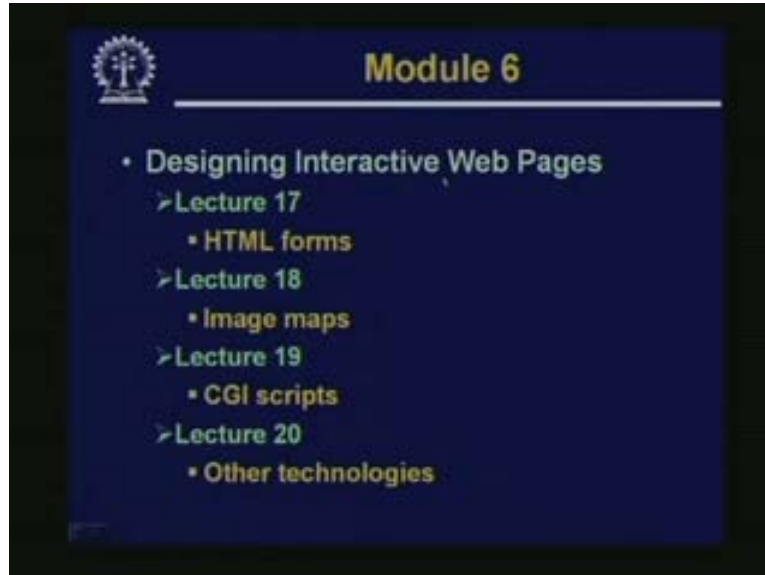 Module 6
• Designing Interactive Web Pages
➢Lecture 17
▪ HTML forms
➢Lecture 18
▪ Image maps
➢Lecture 19
▪ CGI scripts
➢Lecture 20
▪ Other technologies